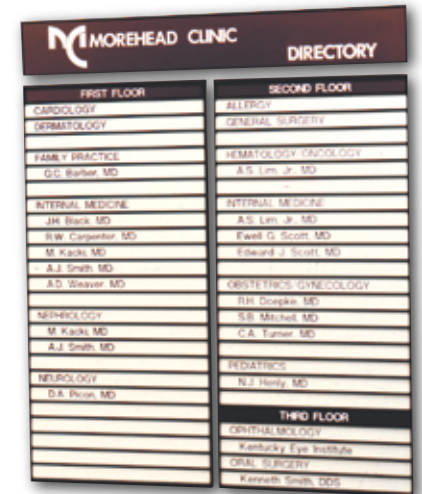 MC MOREHEAD CLINIC
DIRECTORY
FIRST FLOOR
CARDIOLOGY
DERMATOLOGY
FAMILY PRACTICE
G.C. Barber, MD
INTERNAL MEDICINE
J.H. Black, MD
R.W. Carpenter, MD
M. Kacki, MD
A.J. Smith, MD
A.D. Weaver, MD
NEPHROLOGY
M. Kacki, MD
A.J. Smith, MD
NEUROLOGY
D.A. Picon, MD
SECOND FLOOR
ALLERGY
GENERAL SURGERY
HEMATOLOGY ONCOLOGY
A.S. Lim, Jr., MD
INTERNAL MEDICINE
A.S. Lim, Jr., MD
Ewell G. Scott, MD
Edward J. Scott, MD
OBSTETRICS GYNECOLOGY
R.H. Doepke, MD
S.B. Mitchell, MD
C.A. Turner, MD
PEDIATRICS
N.J. Henly, MD
THIRD FLOOR
OPHTHALMOLOGY
Kentucky Eye Institute
ORAL SURGERY
Kenneth Smith, DDS